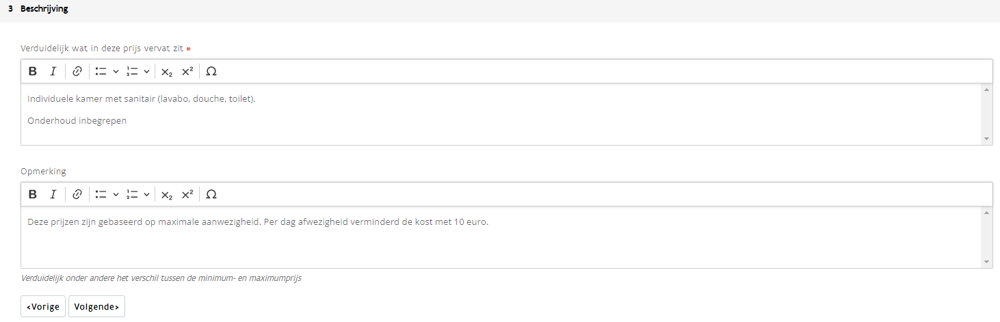 3 Beschrijving
Verduidelijk wat in deze prijs vervat zit *
B I X₂ X² Ω
Individuele kamer met sanitair (lavabo, douche, toilet).
Onderhoud inbegrepen
Opmerking
B I X₂ X² Ω
Deze prijzen zijn gebaseerd op maximale aanwezigheid. Per dag afwezigheid verminderd de kost met 10 euro.
Verduidelijk onder andere het verschil tussen de minimum- en maximumprijs
<Vorige Volgende>